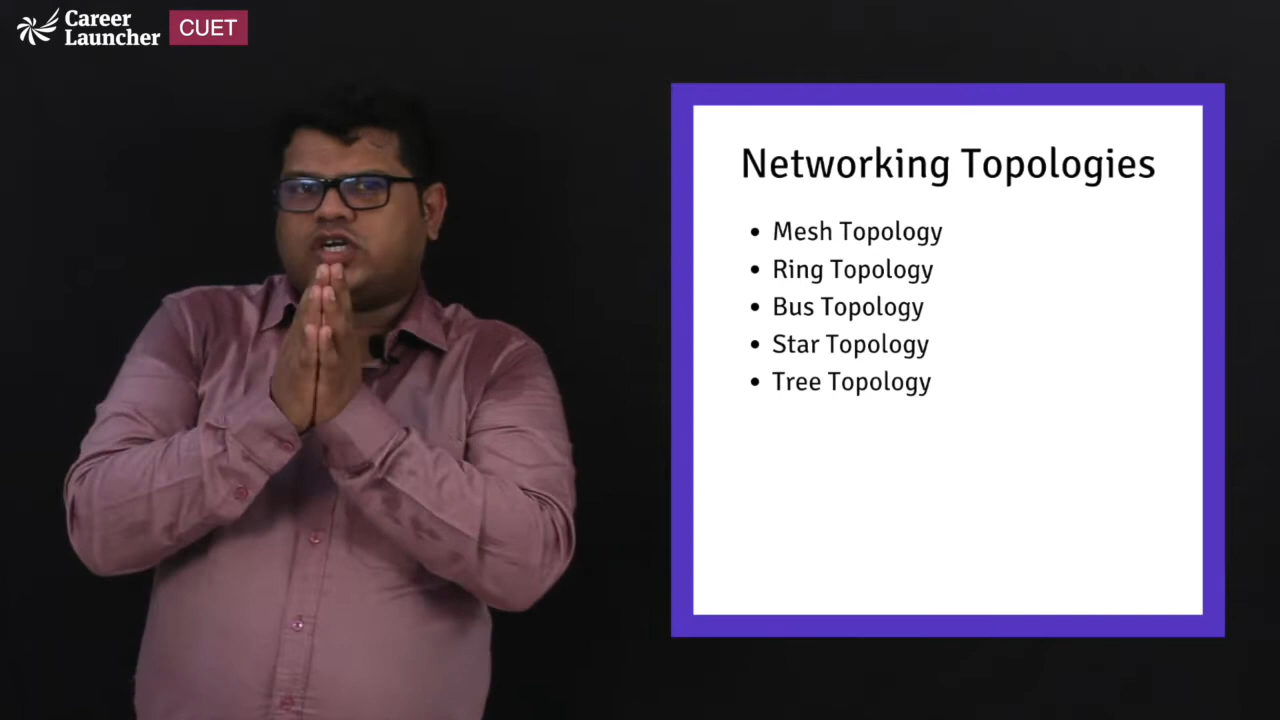 Career
Launcher
CUET
Networking Topologies
• Mesh Topology
• Ring Topology
• Bus Topology
• Star Topology
• Tree Topology